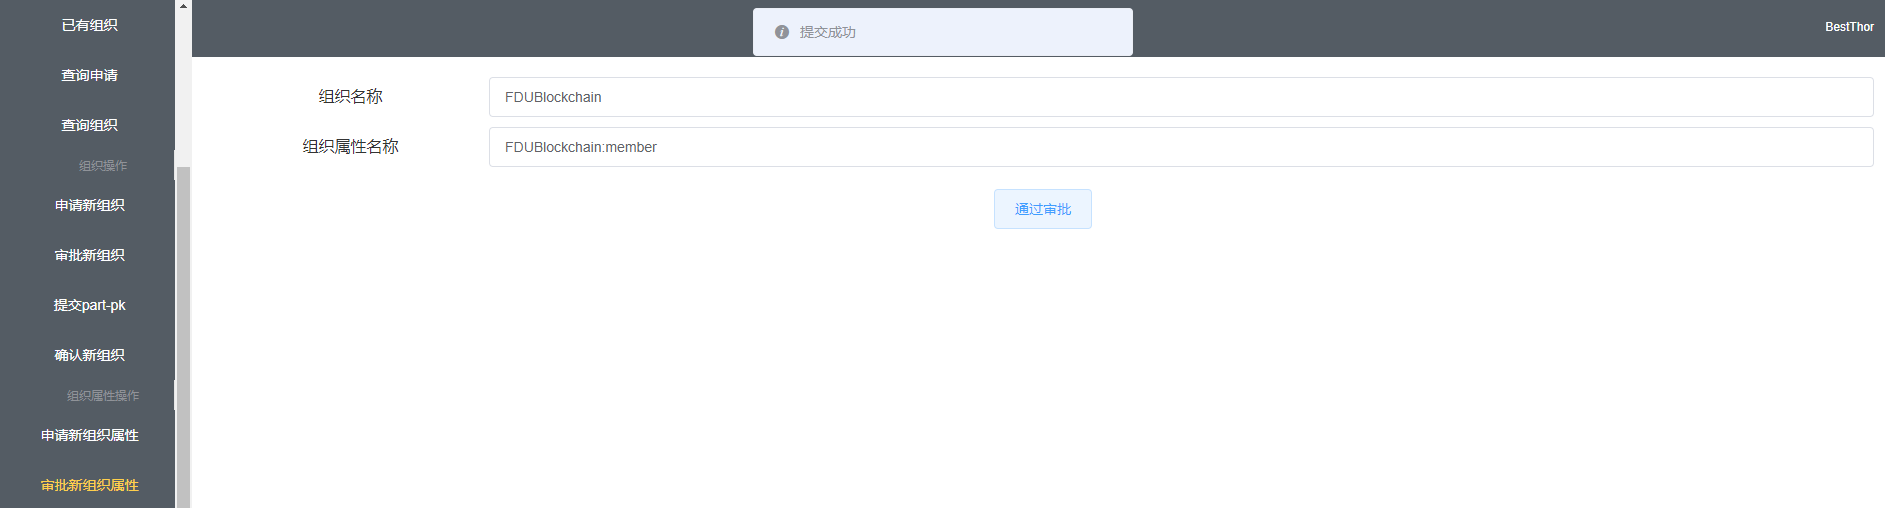 已有组织
查询申请
查询组织
组织操作
申请新组织
审批新组织
提交part-pk
确认新组织
组织属性操作
申请新组织属性
审批新组织属性
提交成功
BestThor
组织名称
FDUBlockchain
组织属性名称
FDUBlockchain:member
通过审批